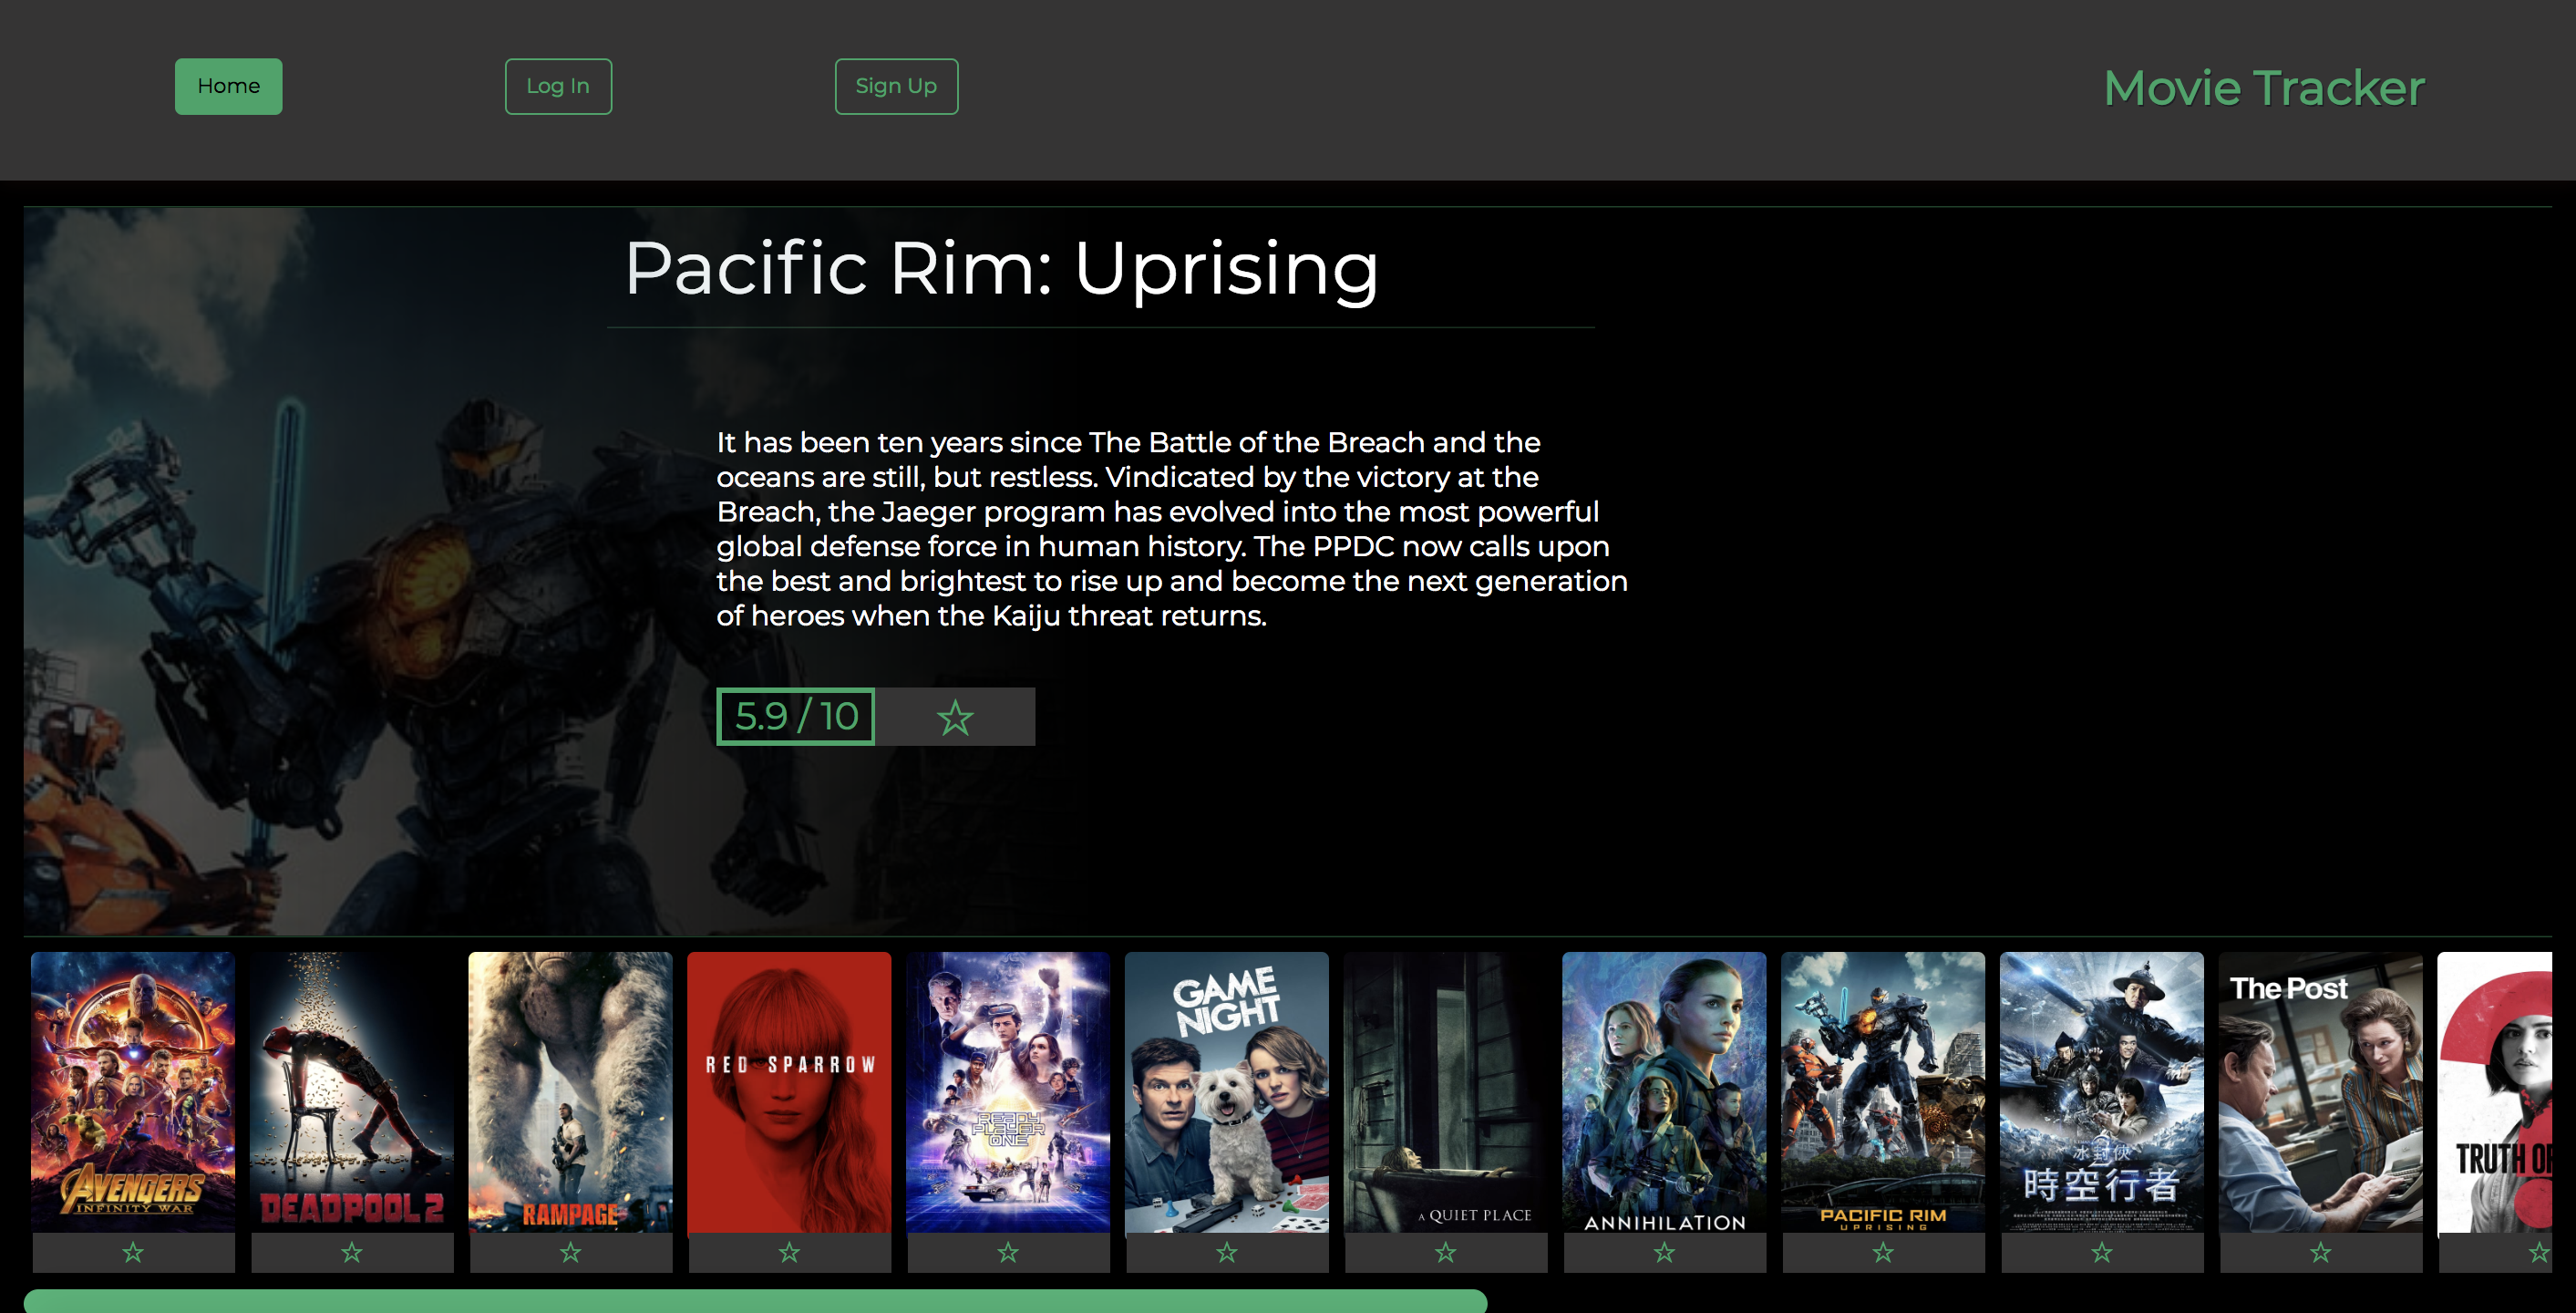 Home
Log In
Sign Up
Movie Tracker
Pacific Rim: Uprising
It has been ten years since The Battle of the Breach and the
oceans are still, but restless. Vindicated by the victory at the
Breach, the Jaeger program has evolved into the most powerful
global defense force in human history. The PPDC now calls upon
the best and brightest to rise up and become the next generation
of heroes when the Kaiju threat returns.
5.9 / 10
AVENGERS
INFINITY WAR
DEADPOOL 2
RAMPAGE
RED SPARROW
READY
PLAYER
ONE
GAME
NIGHT
A QUIET PLACE
ANNIHILATION
PACIFIC RIM
UPRISING
冰封俠
時空行者
The Post
TRUTH OR